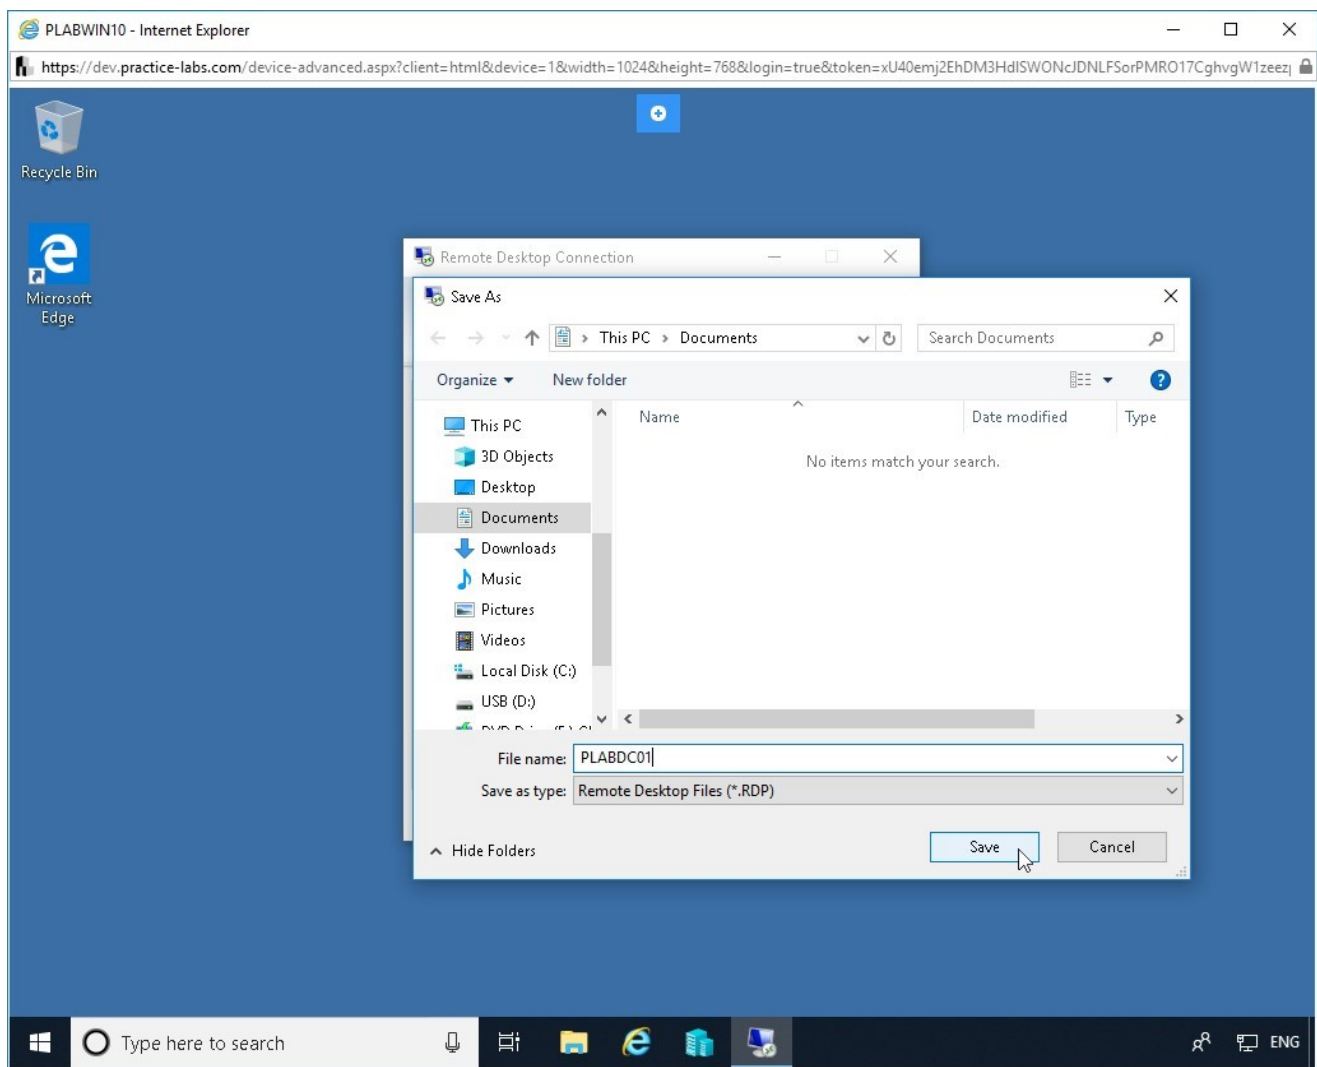 PLABWIN10 - Internet Explorer
https://dev.practice-labs.com/device-advanced.aspx?client=html&device=1&width=1024&height=768&login=true&token=
Recycle Bin
Microsoft
Edge
Remote Desktop Connection
Save As
This PC > Documents
Search Documents
Organize
New folder
Name
Date modified
Type
This PC
No items match your search.
3D Objects
Desktop
Documents
Downloads
Music
Pictures
Videos
Local Disk (C:)
USB (D:)
File name: PLABDC01
Save as type: Remote Desktop Files (*.RDP)
Hide Folders
Save
Cancel
Type here to search
ENG